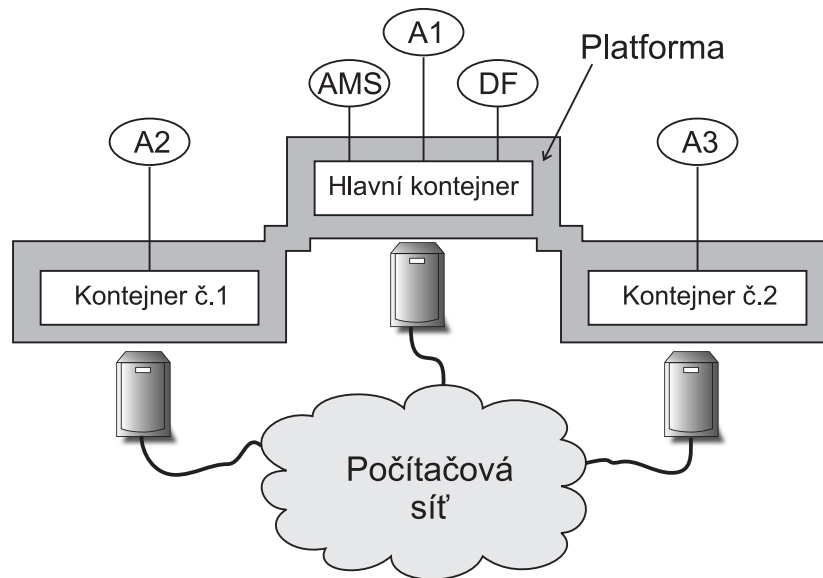 A1
Platforma
AMS
DF
A2
A3
Hlavní kontejner
Kontejner č.1
Kontejner č.2
Počítačová
síť